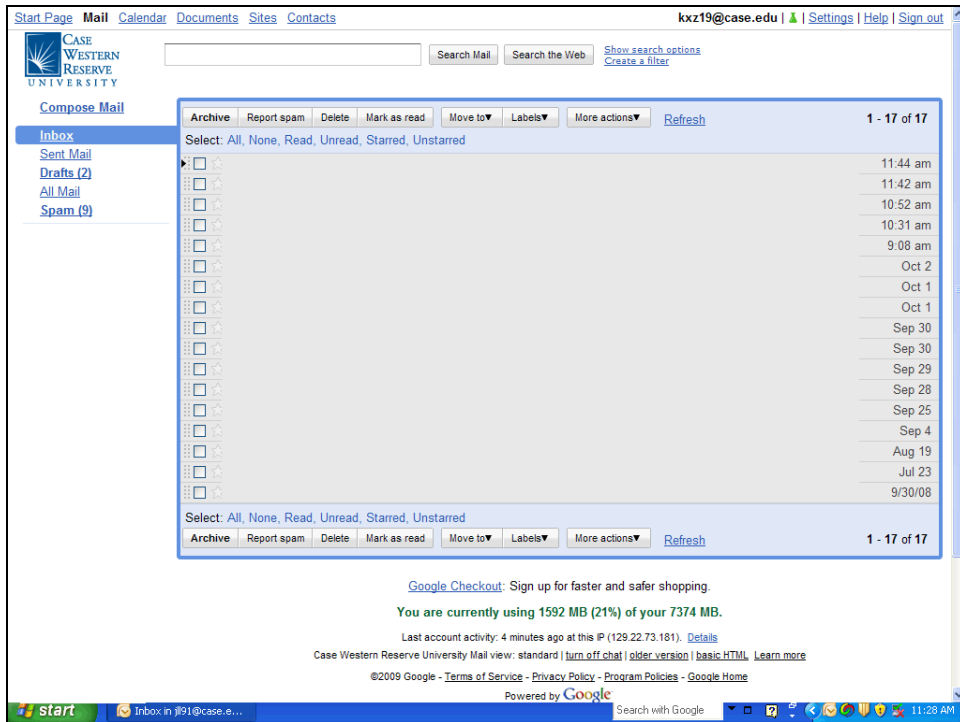 Start Page Mail Calendar Documents Sites Contacts kxz19@case.edu | Settings | Help | Sign out
CASE
WESTERN
RESERVE
UNIVERSITY
Search Mail Search the Web Show search options
Create a filter
Compose Mail
Inbox
Sent Mail
Drafts (2)
All Mail
Spam (9)
Archive Report spam Delete Mark as read Move to▼ Labels▼ More actions▼ Refresh 1 - 17 of 17
Select: All, None, Read, Unread, Starred, Unstarred
11:44 am
11:42 am
10:52 am
10:31 am
9:08 am
Oct 2
Oct 1
Oct 1
Sep 30
Sep 30
Sep 29
Sep 28
Sep 25
Sep 4
Aug 19
Jul 23
9/30/08
Select: All, None, Read, Unread, Starred, Unstarred
Archive Report spam Delete Mark as read Move to▼ Labels▼ More actions▼ Refresh 1 - 17 of 17
Google Checkout: Sign up for faster and safer shopping.
You are currently using 1592 MB (21%) of your 7374 MB.
Last account activity: 4 minutes ago at this IP (129.22.73.181). Details
Case Western Reserve University Mail view: standard | turn off chat | older version | basic HTML Learn more
©2009 Google - Terms of Service - Privacy Policy - Program Policies - Google Home
Powered by Google
start Inbox in jll91@case.e... Search with Google 11:28 AM